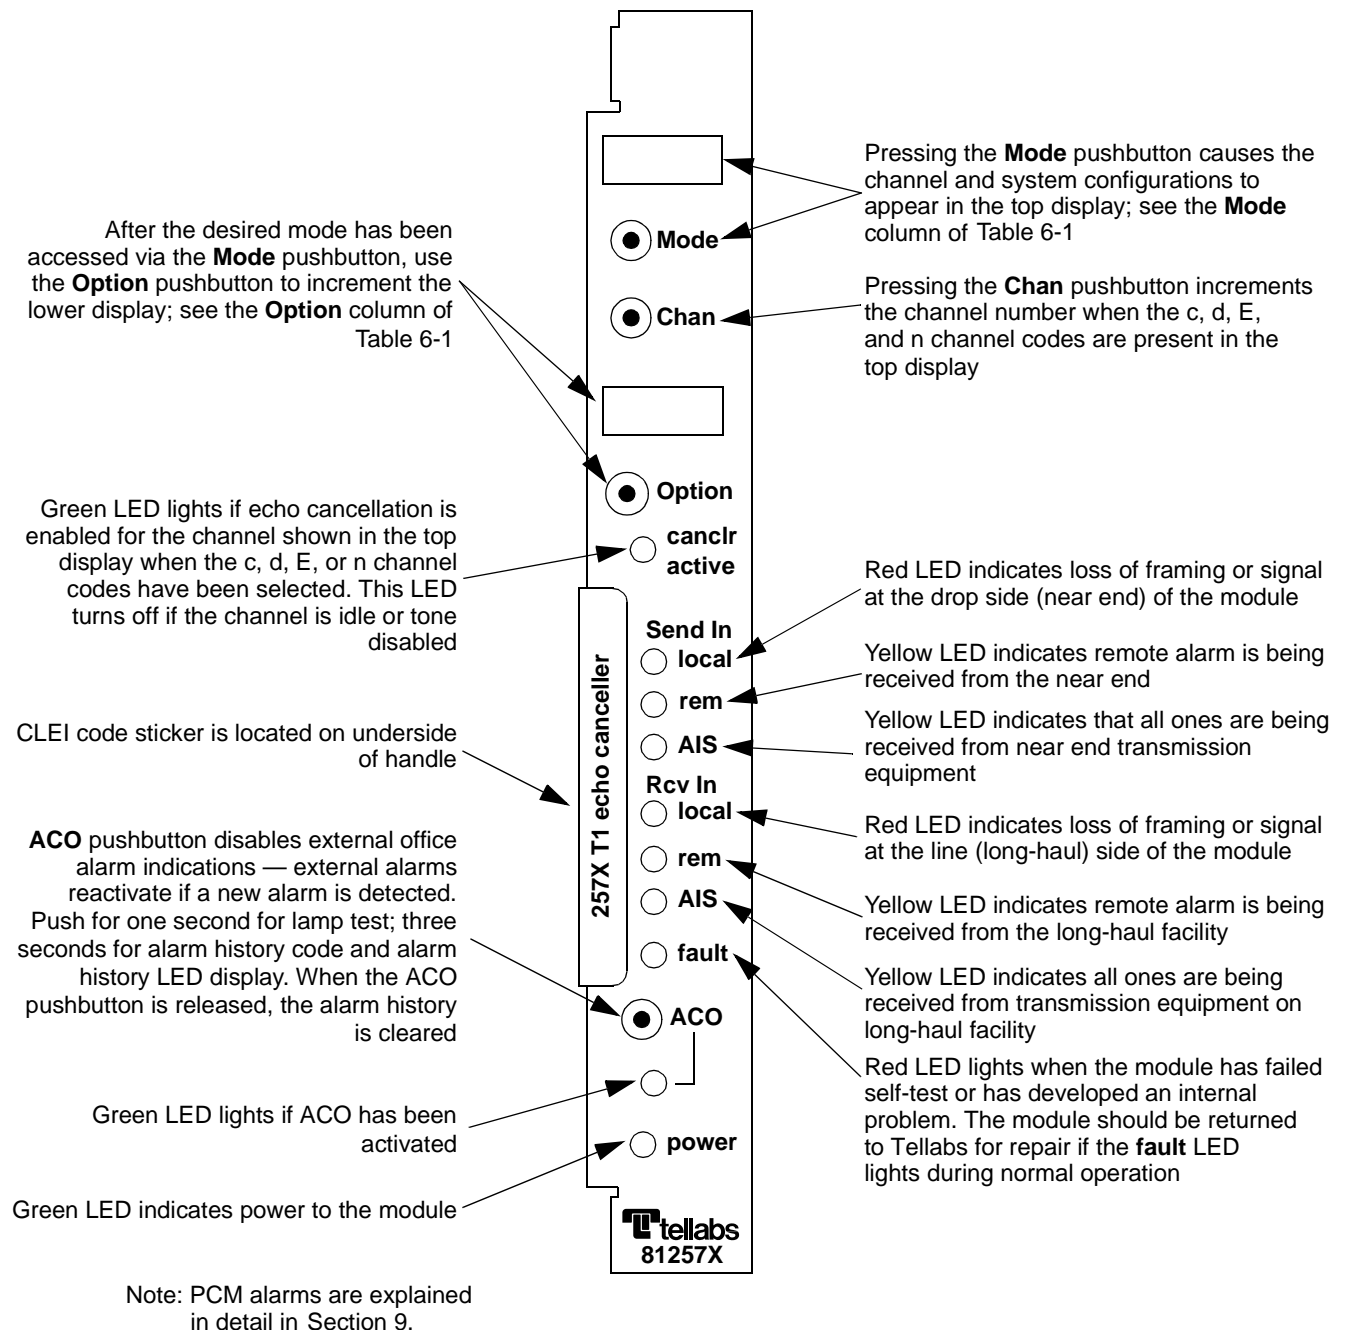 After the desired mode has been
accessed via the Mode pushbutton, use
the Option pushbutton to increment the
lower display; see the Option column of
Table 6-1
Green LED lights if echo cancellation is
enabled for the channel shown in the top
display when the c, d, E, or n channel
codes have been selected. This LED
turns off if the channel is idle or tone
disabled
CLEI code sticker is located on underside
of handle
ACO pushbutton disables external office
alarm indications — external alarms
reactivate if a new alarm is detected.
Push for one second for lamp test; three
seconds for alarm history code and alarm
history LED display. When the ACO
pushbutton is released, the alarm history
is cleared
Green LED lights if ACO has been
activated
Green LED indicates power to the module
Note: PCM alarms are explained
in detail in Section 9.
Mode
Chan
Option
canclr
active
Send In
local
rem
AIS
Rcv In
local
rem
AIS
fault
257X T1 echo canceller
ACO
power
tellabs
81257X
Pressing the Mode pushbutton causes the
channel and system configurations to
appear in the top display; see the Mode
column of Table 6-1
Pressing the Chan pushbutton increments
the channel number when the c, d, E,
and n channel codes are present in the
top display
Red LED indicates loss of framing or signal
at the drop side (near end) of the module
Yellow LED indicates remote alarm is being
received from the near end
Yellow LED indicates that all ones are being
received from near end transmission
equipment
Red LED indicates loss of framing or signal
at the line (long-haul) side of the module
Yellow LED indicates remote alarm is being
received from the long-haul facility
Yellow LED indicates all ones are being
received from transmission equipment on
long-haul facility
Red LED lights when the module has failed
self-test or has developed an internal
problem. The module should be returned
to Tellabs for repair if the fault LED
lights during normal operation